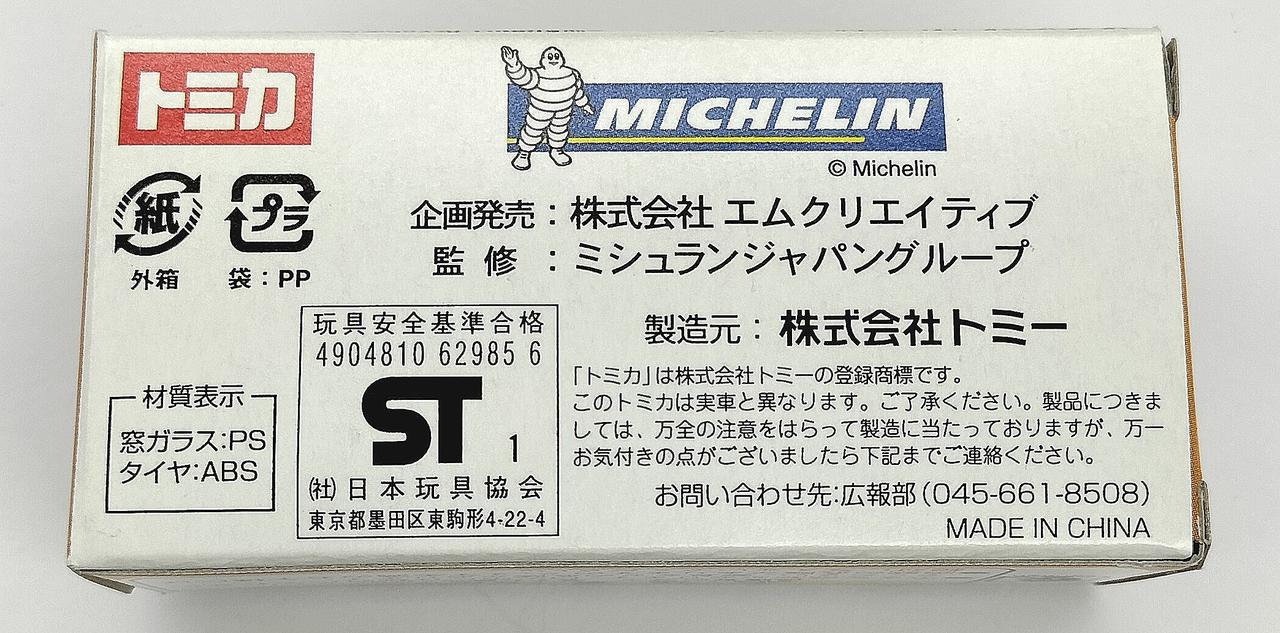 トミカ
MICHELIN
© Michelin
紙
外箱
プラ
袋：PP
企画発売：株式会社 エムクリエイティブ
監 修 ：ミシュランジャパングループ
製造元：株式会社トミー
玩具安全基準合格
4904810 62985 6
ST 1
(社)日本玩具協会
東京都墨田区東駒形4-22-4
材質表示
窓ガラス:PS
タイヤ:ABS
「トミカ」は株式会社トミーの登録商標です。
このトミカは実車と異なります。ご了承ください。製品につきま
しては、万全の注意をはらって製造に当たっておりますが、万一
お気付きの点がございましたら下記までご連絡ください。
お問い合わせ先:広報部(045-661-8508)
MADE IN CHINA